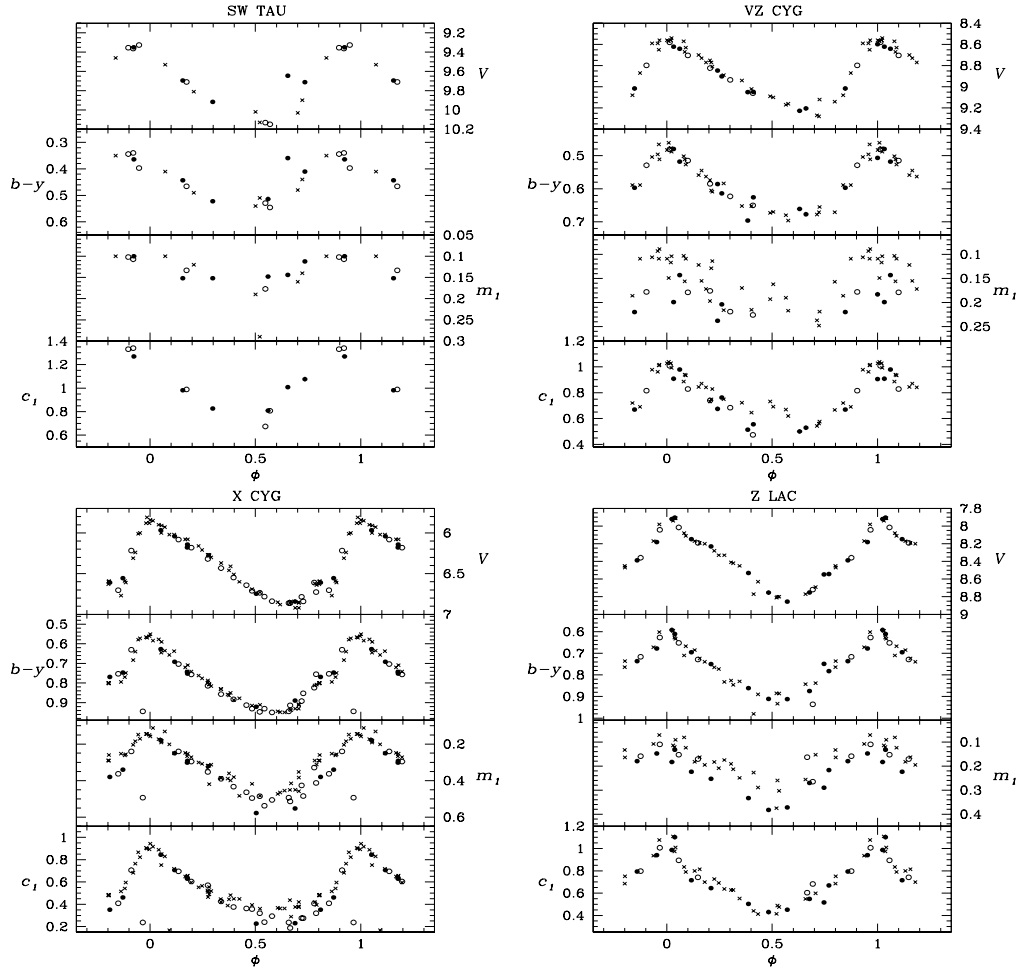 SW TAU
9.2
9.4
9.6
9.8
10
10.2
V
0.3
0.4
0.5
0.6
b−y
0.05
0.1
0.15
0.2
0.25
0.3
m1
1.4
1.2
1
0.8
0.6
c1
0 0.5 1
ϕ
VZ CYG
8.4
8.6
8.8
9
9.2
9.4
V
0.5
0.6
0.7
b−y
0.1
0.15
0.2
0.25
m1
1.2
1
0.8
0.6
0.4
c1
0 0.5 1
ϕ
X CYG
6
6.5
7
V
0.5
0.6
0.7
0.8
0.9
b−y
0.2
0.4
0.6
m1
1
0.8
0.6
0.4
0.2
c1
0 0.5 1
ϕ
Z LAC
7.8
8
8.2
8.4
8.6
8.8
9
V
0.6
0.7
0.8
0.9
1
b−y
0.1
0.2
0.3
0.4
m1
1.2
1
0.8
0.6
0.4
c1
0 0.5 1
ϕ